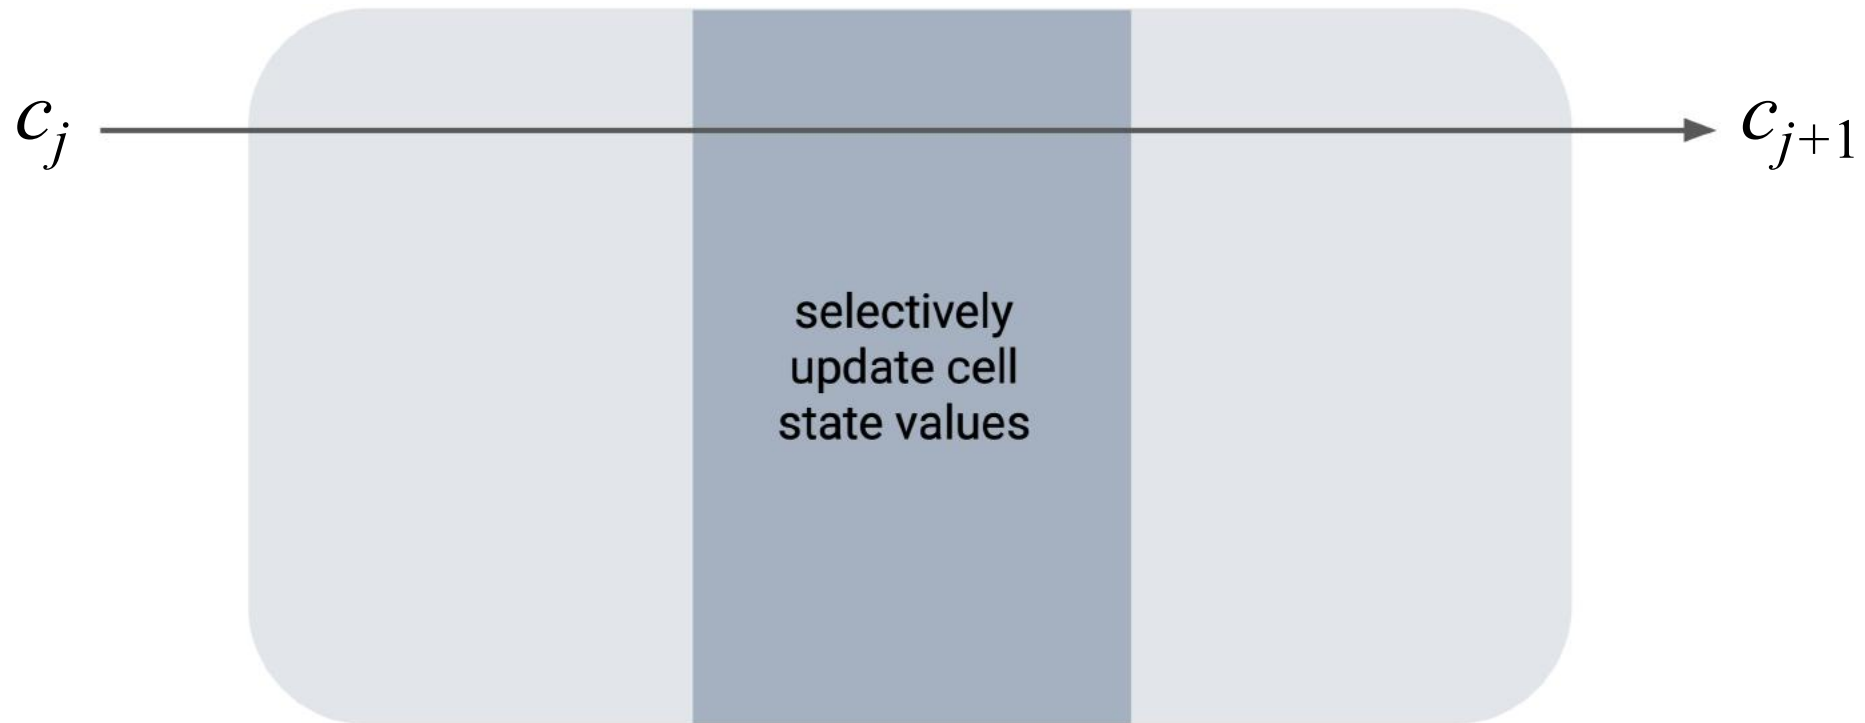 c_j
c_{j+1}
selectively
update cell
state values